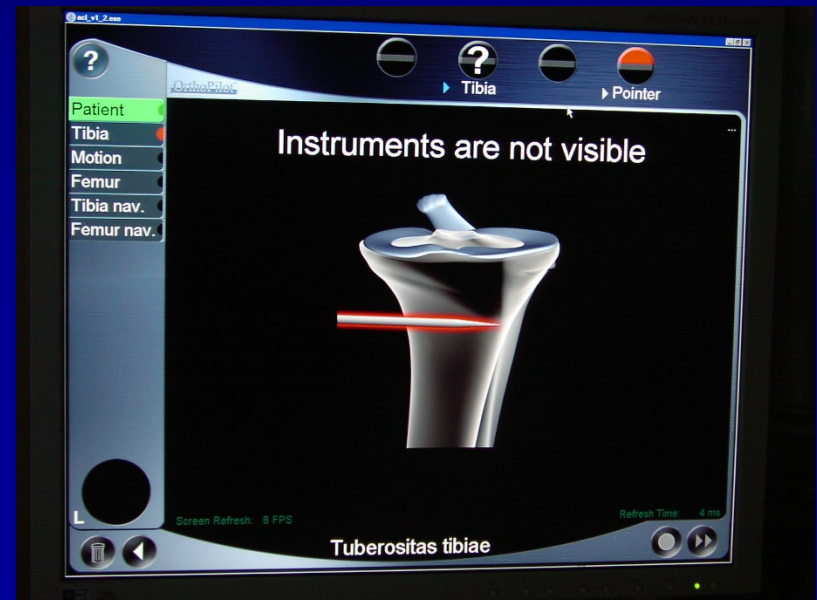 acl_v1_2.exe
?
?
OrthoPilot
Tibia
Pointer
Patient
Tibia
Motion
Femur
Tibia nav.
Femur nav.
Instruments are not visible
...
L
Screen Refresh: 8 FPS
Refresh Time: 4 ms
Tuberositas tibiae